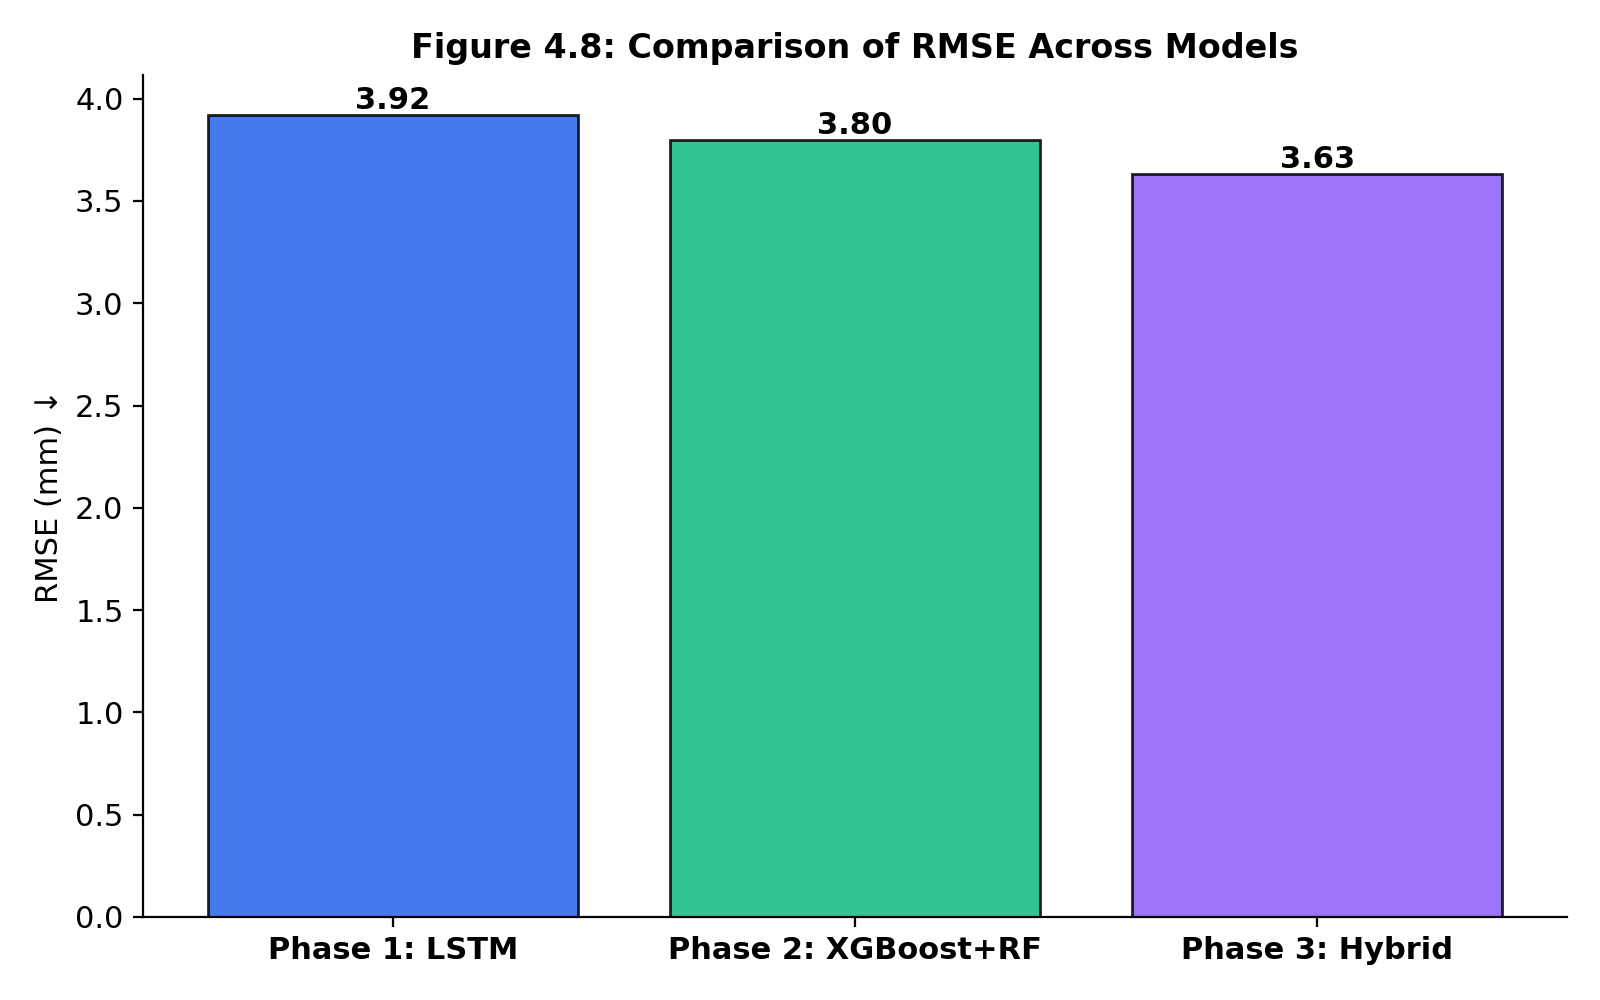 Figure 4.8: Comparison of RMSE Across Models
RMSE (mm) ↓
4.0
3.5
3.0
2.5
2.0
1.5
1.0
0.5
0.0
3.92
3.80
3.63
Phase 1: LSTM
Phase 2: XGBoost+RF
Phase 3: Hybrid